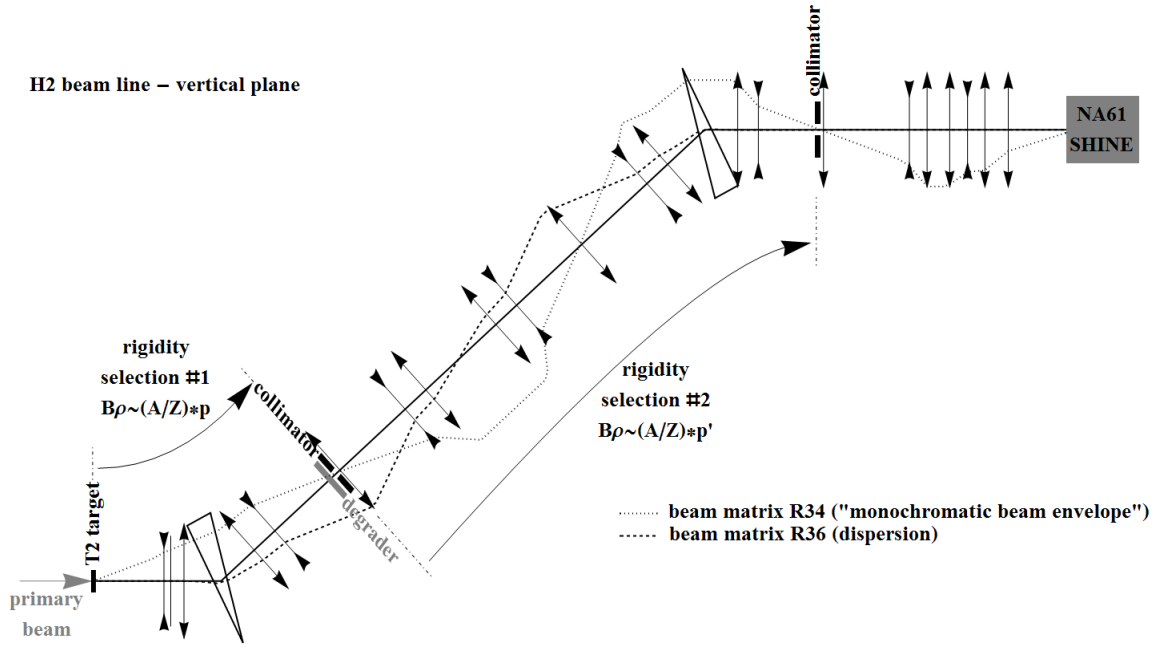 H2 beam line – vertical plane
collimator
NA61
SHINE
rigidity
selection #1
Bρ~(A/Z)*p
collimator
degrader
rigidity
selection #2
Bρ~(A/Z)*p'
T2 target
primary
beam
beam matrix R34 ("monochromatic beam envelope")
beam matrix R36 (dispersion)